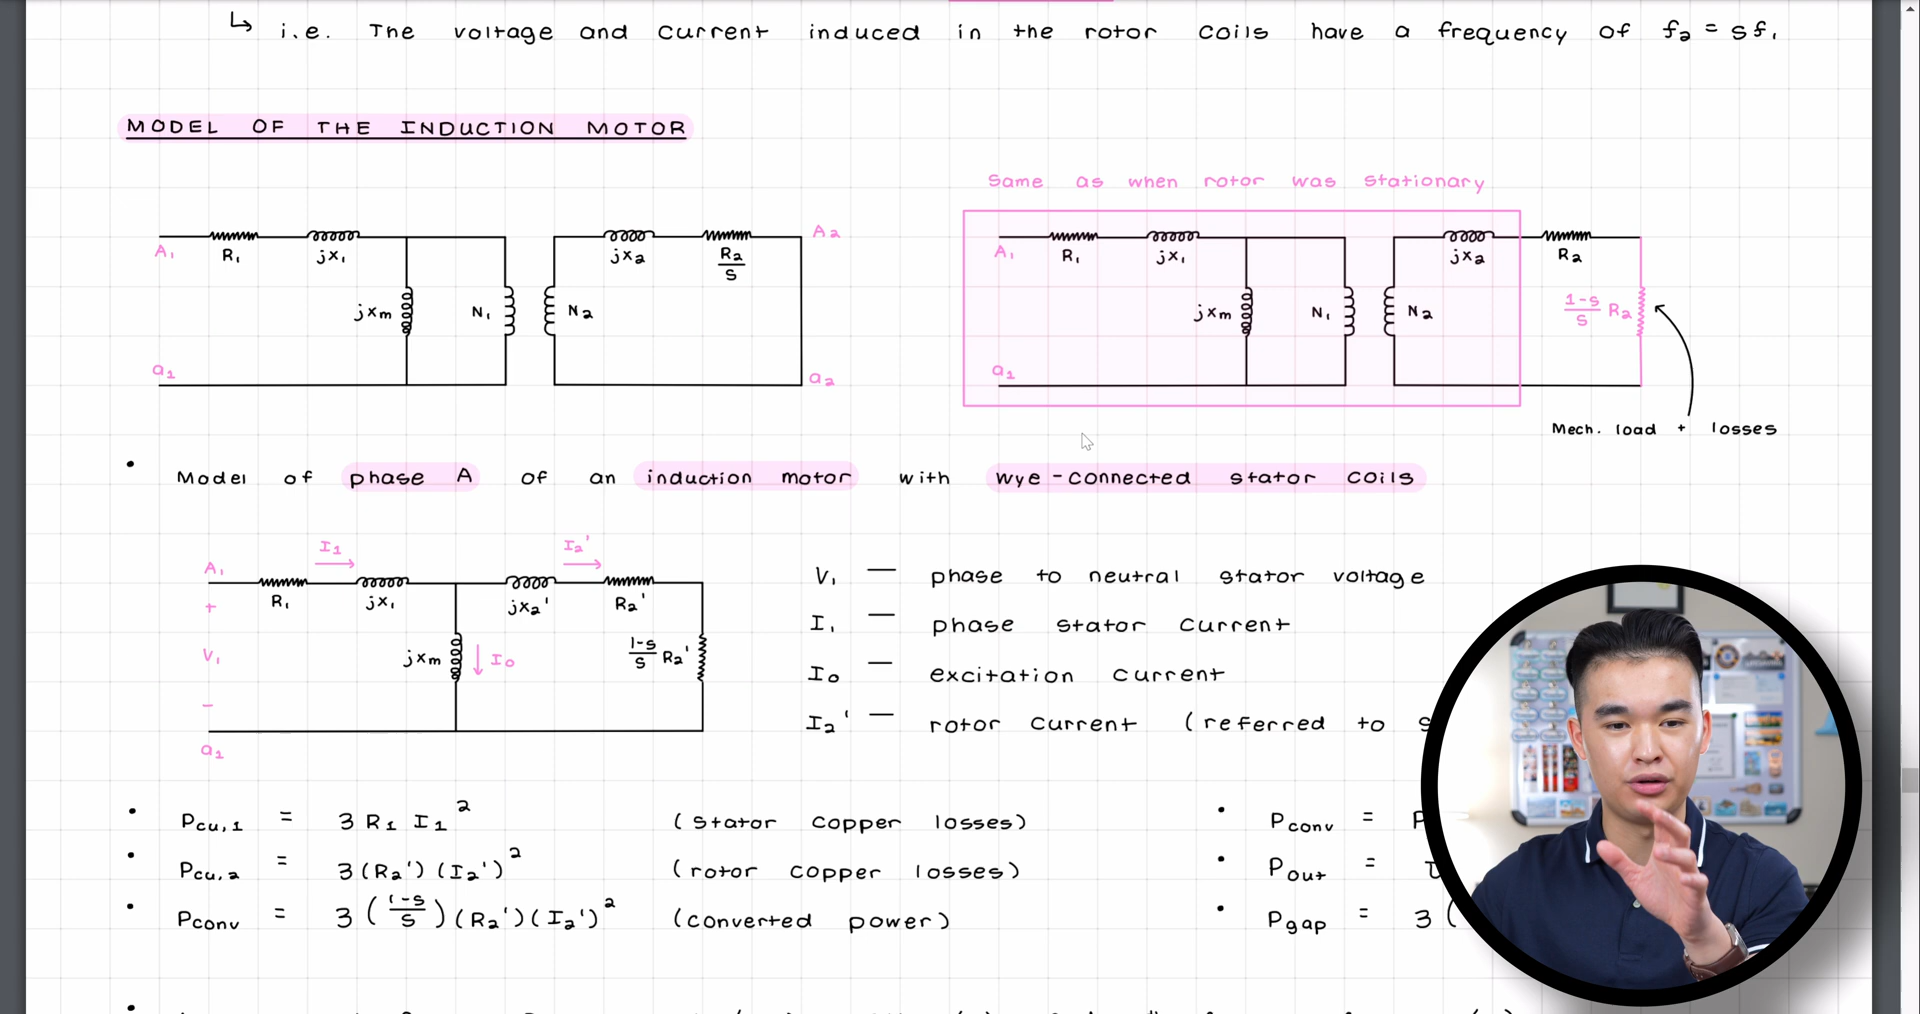 ↳ i.e. The voltage and current induced in the rotor coils have a frequency of f₂ = sf₁
MODEL OF THE INDUCTION MOTOR
Same as when rotor was stationary
A₁ R₁ jx₁ jx₂ R₂/S A₂
jxm N₁ N₂
a₁ a₂
A₁ R₁ jx₁ jx₂ R₂
jxm N₁ N₂ 1-s/S R₂
a₁
Mech. load + losses
• Model of phase A of an induction motor with wye-connected stator coils
I₁ I₂'
A₁ R₁ jx₁ jx₂' R₂'
+
V₁ jxm I₀ 1-s/S R₂'
-
a₁
V₁ — phase to neutral stator voltage
I₁ — phase stator current
I₀ — excitation current
I₂' — rotor current (referred to
• Pcu,1 = 3 R₁ I₁² (stator copper losses)
• Pcu,2 = 3(R₂')(I₂')² (rotor copper losses)
• Pconv = 3(1-s/S)(R₂')(I₂')² (converted power)
• Pconv =
• Pout =
• Pgap = 3 (